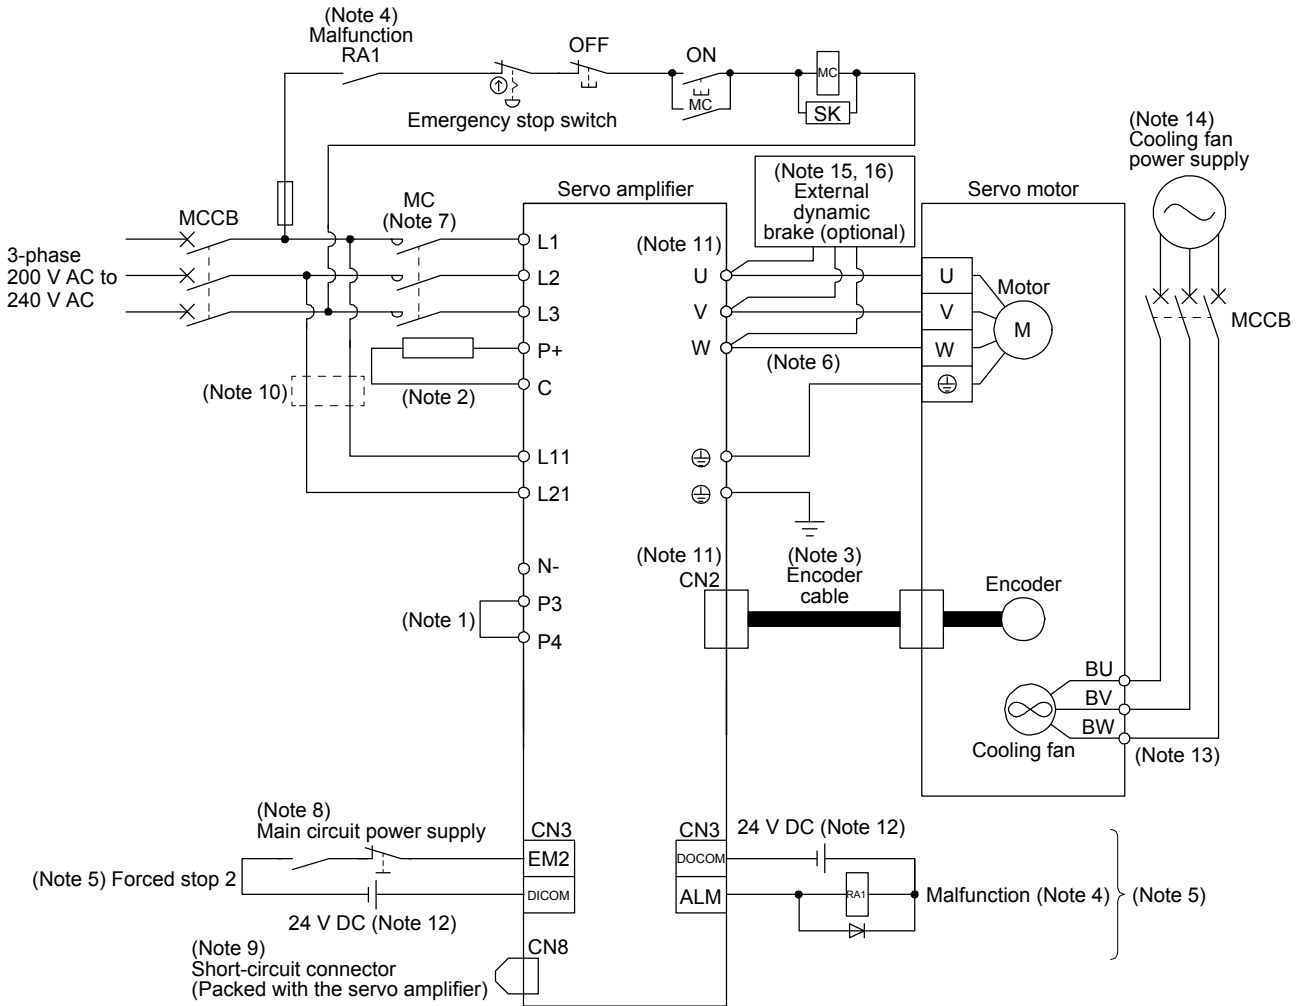 (Note 4)
Malfunction
RA1
OFF
ON
MC
MC
SK
Emergency stop switch
(Note 14)
Cooling fan
power supply
MCCB
3-phase
200 V AC to
240 V AC
MCCB
MC
(Note 7)
Servo amplifier
(Note 15, 16)
External
dynamic
brake (optional)
Servo motor
L1
L2
L3
P+
C
L11
L21
N-
P3
P4
(Note 11)
U
V
W
(Note 6)
U
V
W
Motor
M
(Note 10)
(Note 2)
(Note 1)
(Note 11)
CN2
(Note 3)
Encoder
cable
Encoder
BU
BV
BW
Cooling fan
(Note 13)
(Note 8)
Main circuit power supply
(Note 5) Forced stop 2
24 V DC (Note 12)
CN3
EM2
DICOM
CN3
DOCOM
ALM
24 V DC (Note 12)
RA1
Malfunction (Note 4)
(Note 5)
(Note 9)
Short-circuit connector
(Packed with the servo amplifier)
CN8